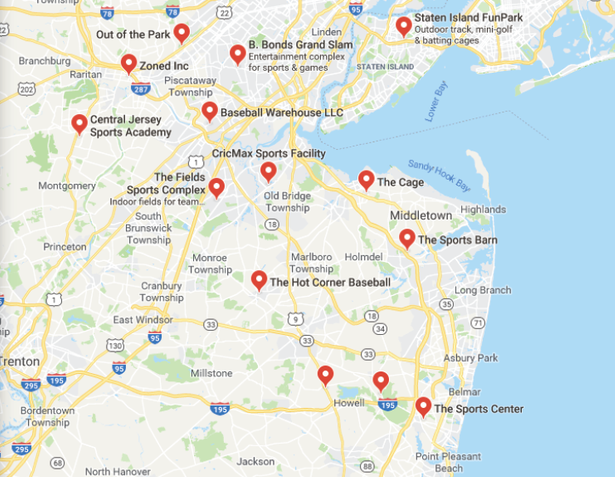 Township
78
78
22
95
Staten Island FunPark
Outdoor track, mini-golf
& batting cages
Linden
Out of the Park
B. Bonds Grand Slam
Entertainment complex
for sports & games
Branchburg
Zoned Inc
Raritan
STATEN ISLAND
202
287
Piscataway
Township
Lower Bay
Central Jersey
Sports Academy
Baseball Warehouse LLC
1
CricMax Sports Facility
The Fields
Sports Complex
Indoor fields for team...
Sandy Hook Bay
The Cage
Montgomery
Old Bridge
Township
Middletown
Highlands
South
Brunswick
Township
18
The Sports Barn
Princeton
Monroe
Township
Marlboro
Township
Holmdel
The Hot Corner Baseball
Cranbury
Township
Long Branch
1
35
East Windsor
33
9
18
34
71
130
95
33
33
Asbury Park
Trenton
Millstone
295
195
Belmar
Howell
195
The Sports Center
Bordentown
Township
195
295
Point Pleasant
Beach
68
Jackson
88
North Hanover